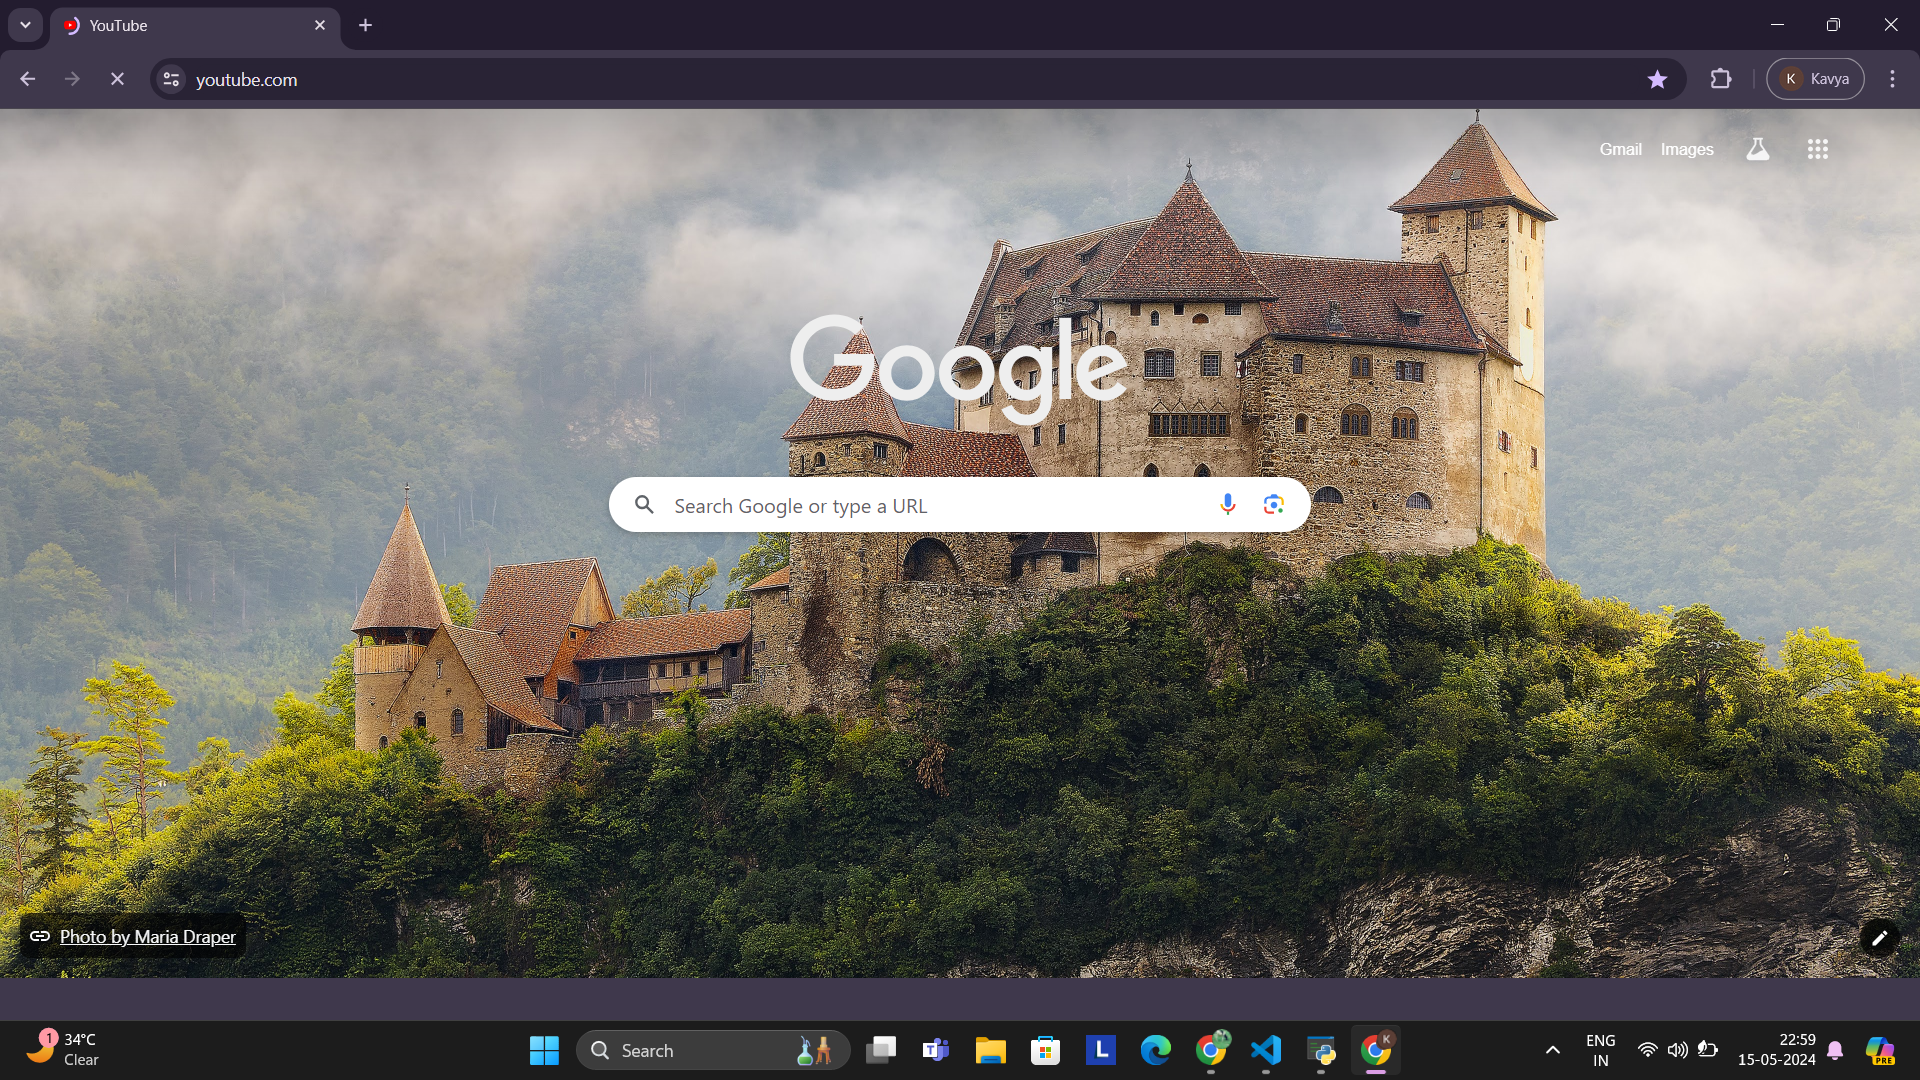 YouTube
youtube.com
K Kavya
Gmail Images
Google
Search Google or type a URL
Photo by Maria Draper
1
34°C
Clear
Search
T
L
K
PRE
ENG
IN
22:59
15-05-2024